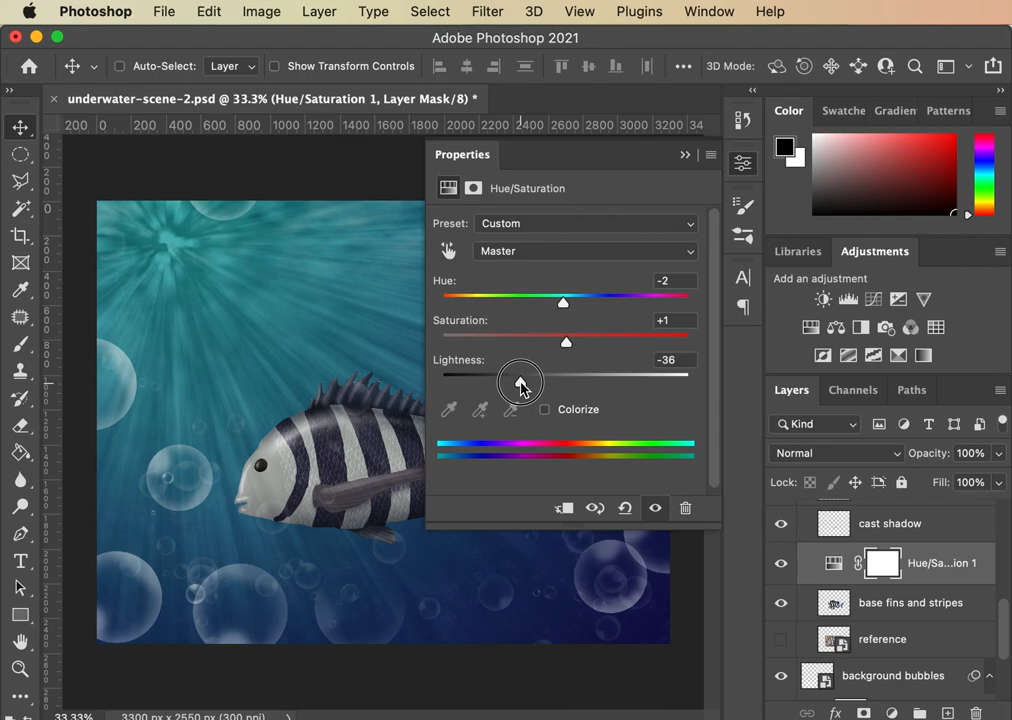 Photoshop File Edit Image Layer Type Select Filter 3D View Plugins Window Help
Adobe Photoshop 2021
Auto-Select: Layer Show Transform Controls 3D Mode:
underwater-scene-2.psd @ 33.3% (Hue/Saturation 1, Layer Mask/8) *
200 0 200 400 600 800 1000 1200 1400 1600 1800 2000 2200 2400 2600 2800 3000 3200 34
Properties
Hue/Saturation
Preset: Custom
Master
Hue: -2
Saturation: +1
Lightness: -36
Colorize
Color Swatche Gradien Patterns
Libraries Adjustments
Add an adjustment
Layers Channels Paths
Kind
Normal Opacity: 100%
Lock: Fill: 100%
cast shadow
Hue/Sa...ion 1
base fins and stripes
reference
background bubbles
33.33% 3300 px x 2550 px (300 ppi)